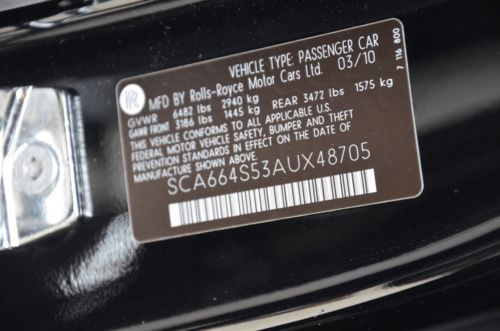 VEHICLE TYPE: PASSENGER CAR
MFD BY Rolls-Royce Motor Cars Ltd. 03/10
GVWR 6482 lbs 2940 kg
GAWR FRONT 3186 lbs 1445 kg REAR 3472 lbs 1575 kg
THIS VEHICLE CONFORMS TO ALL APPLICABLE U.S.
FEDERAL MOTOR VEHICLE SAFETY, BUMPER AND THEFT
PREVENTION STANDARDS IN EFFECT ON THE
DATE OF MANUFACTURE SHOWN ABOVE.
SCA664S53AUX48705
7 116 800
RR